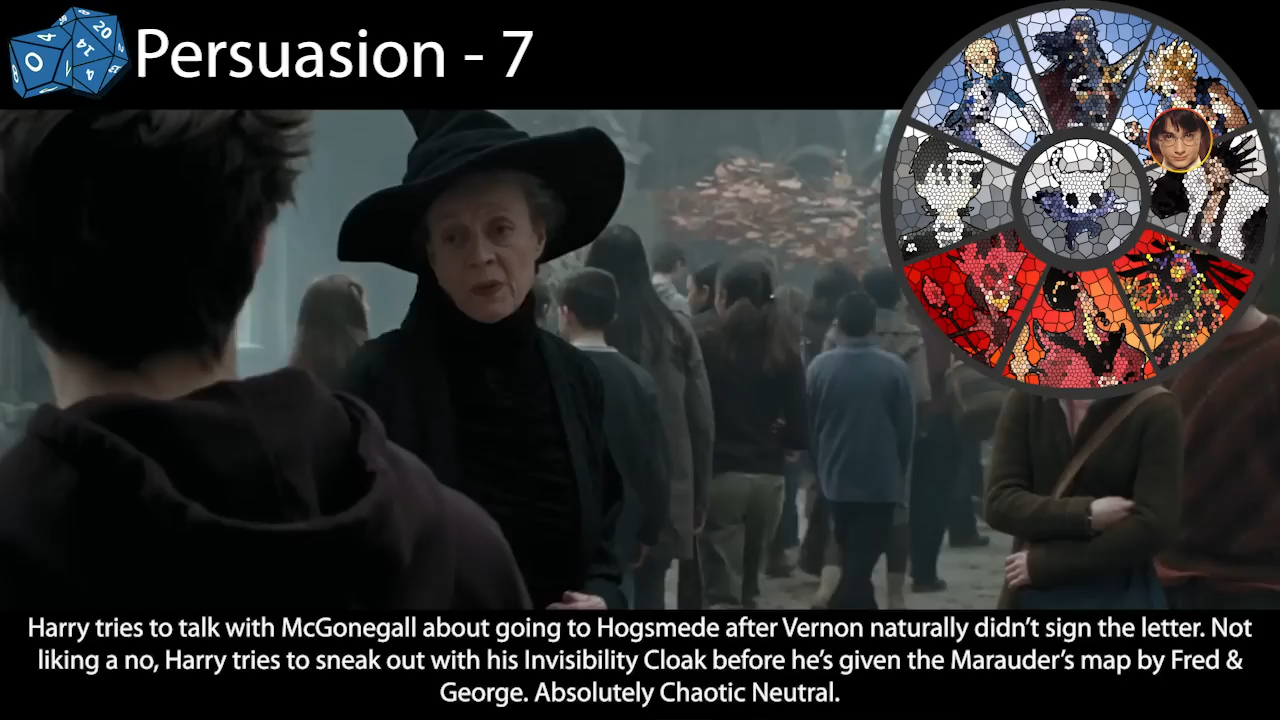 Persuasion - 7
Harry tries to talk with McGonegall about going to Hogsmede after Vernon naturally didn't sign the letter. Not
liking a no, Harry tries to sneak out with his Invisibility Cloak before he's given the Marauder's map by Fred &
George. Absolutely Chaotic Neutral.